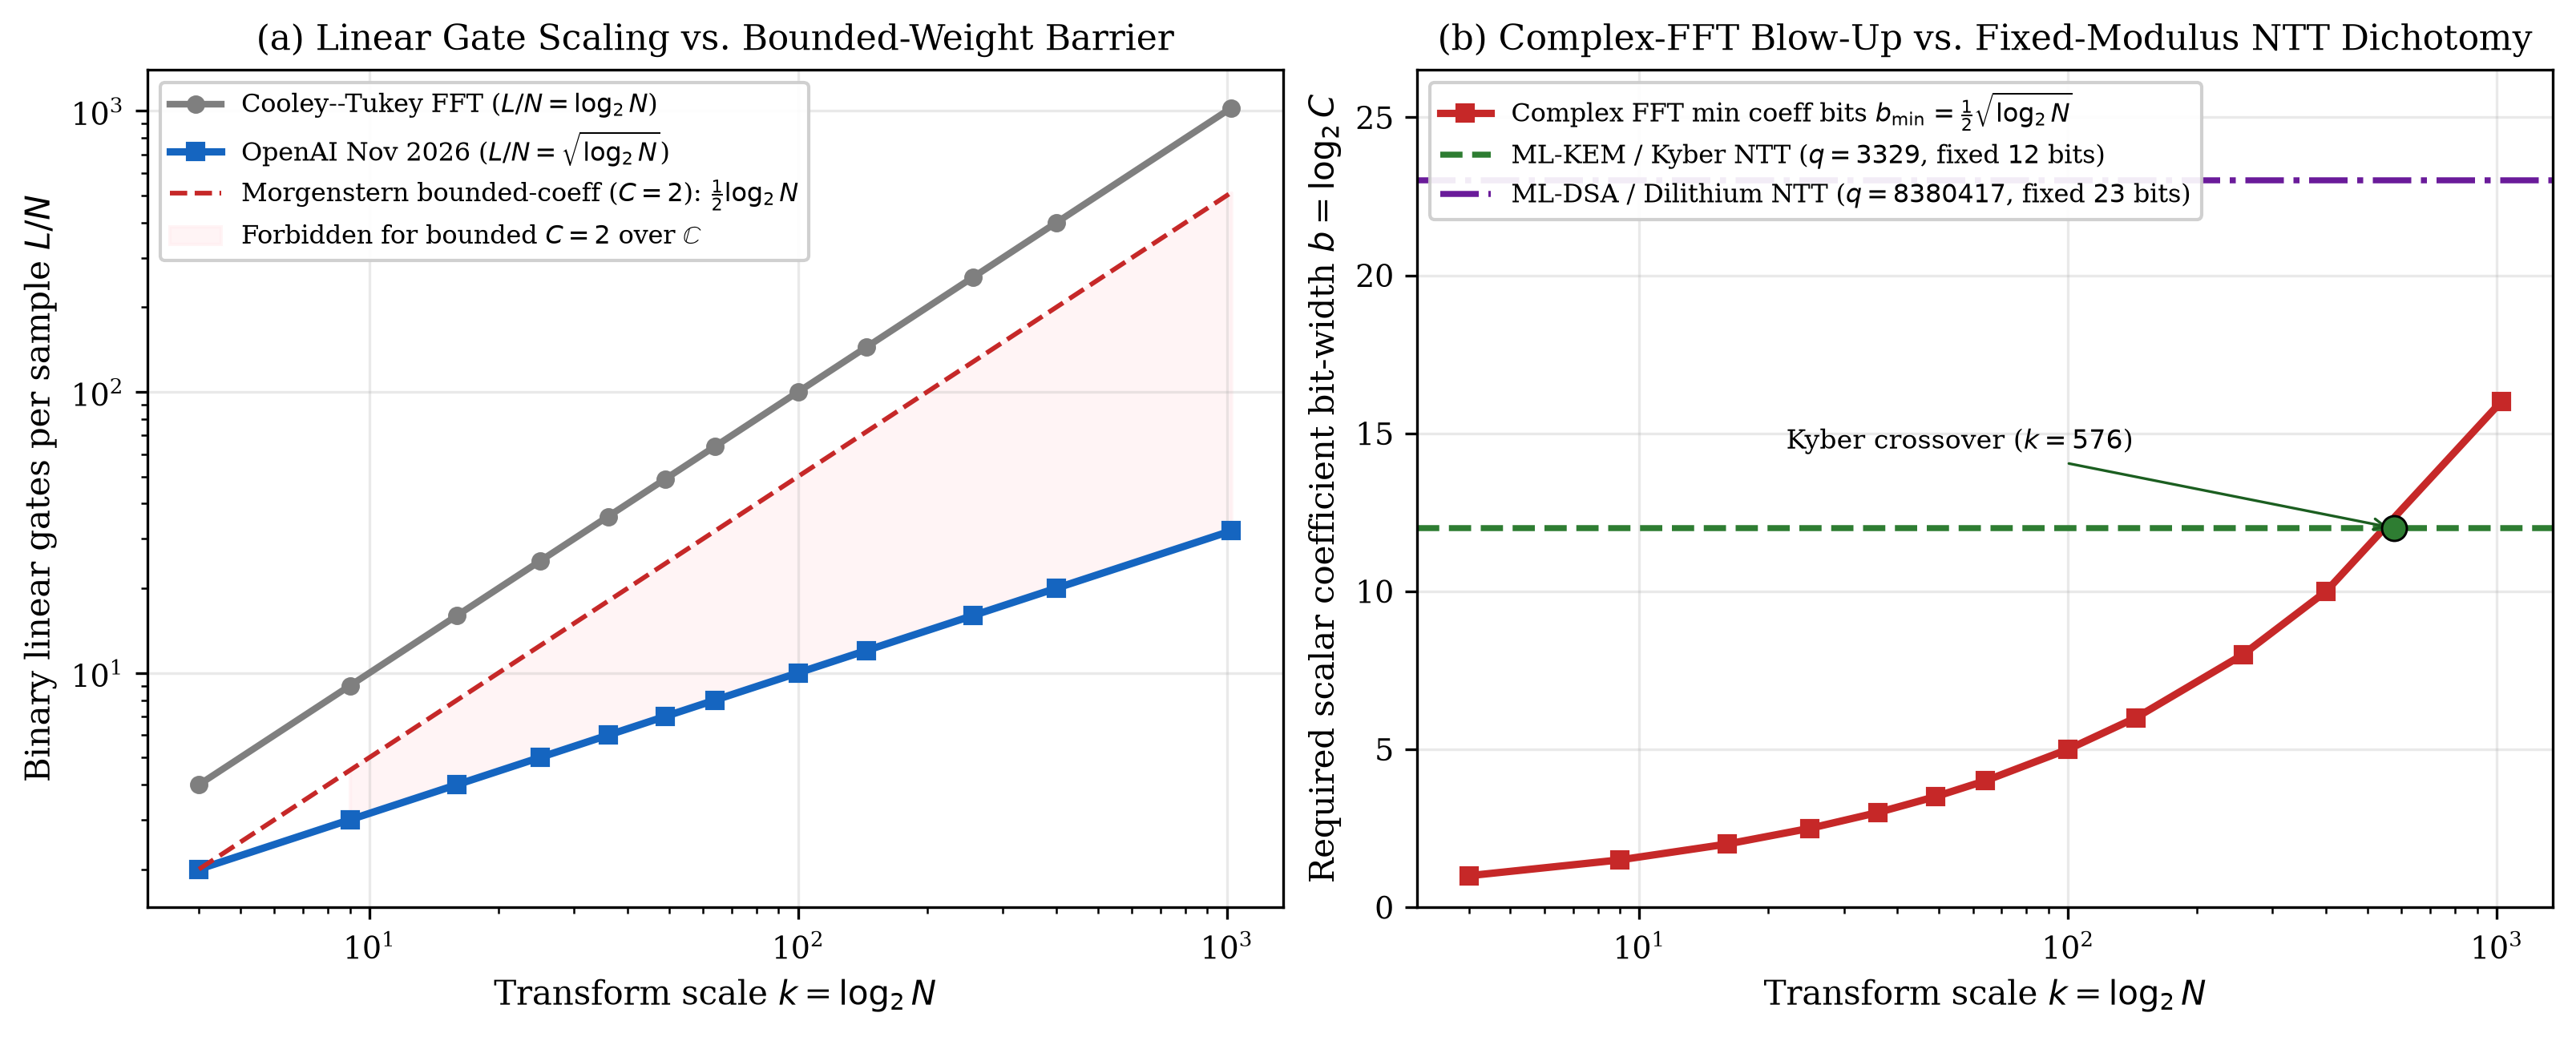 (a) Linear Gate Scaling vs. Bounded-Weight Barrier
Cooley--Tukey FFT (L/N = log₂ N)
OpenAI Nov 2026 (L/N = √log₂ N)
Morgenstern bounded-coeff (C = 2): ½log₂ N
Forbidden for bounded C = 2 over ℂ
Binary linear gates per sample L/N
10³
10²
10¹
10¹
10²
10³
Transform scale k = log₂ N
(b) Complex-FFT Blow-Up vs. Fixed-Modulus NTT Dichotomy
Complex FFT min coeff bits b_min = ½√log₂ N
ML-KEM / Kyber NTT (q = 3329, fixed 12 bits)
ML-DSA / Dilithium NTT (q = 8380417, fixed 23 bits)
Required scalar coefficient bit-width b = log₂ C
25
20
15
10
5
0
Kyber crossover (k = 576)
10¹
10²
10³
Transform scale k = log₂ N